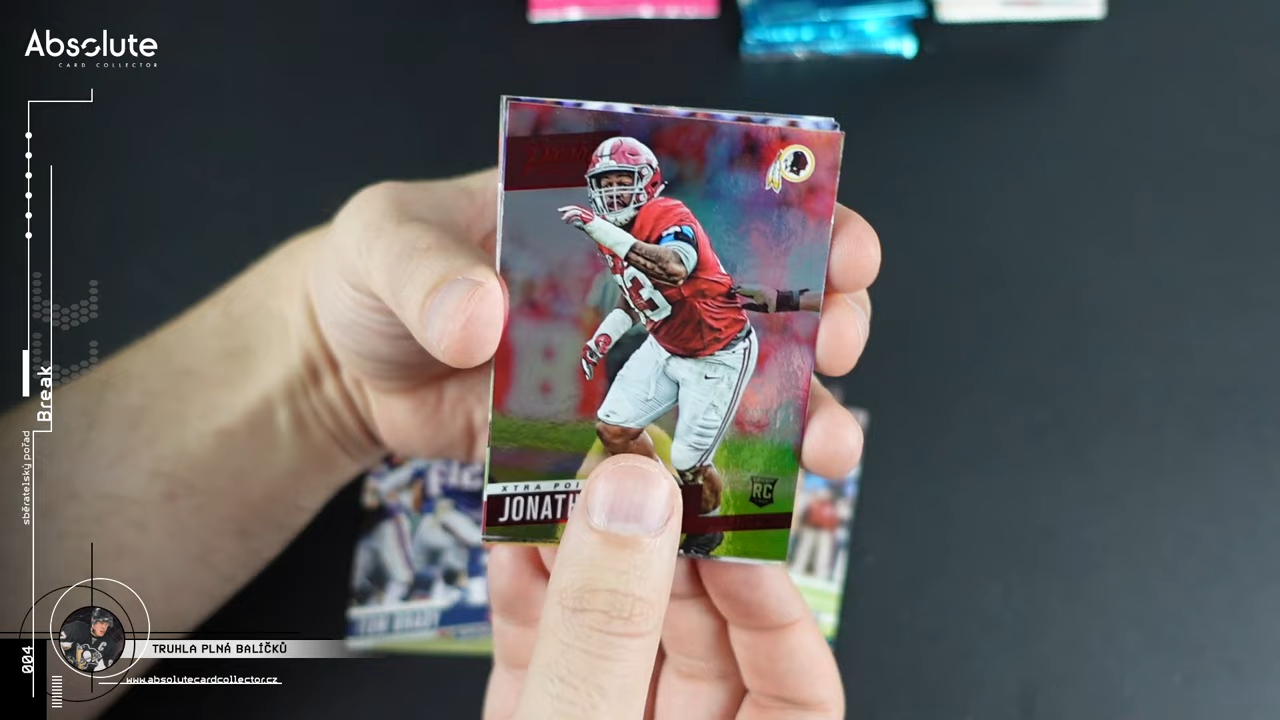 Absolute
CARD COLLECTOR
Break
sběratelský pořad
XTRA POI
JONATH
RC
TOM BRADY
004
TRUHLA PLNÁ BALÍČKŮ
www.absolutecardcollector.cz